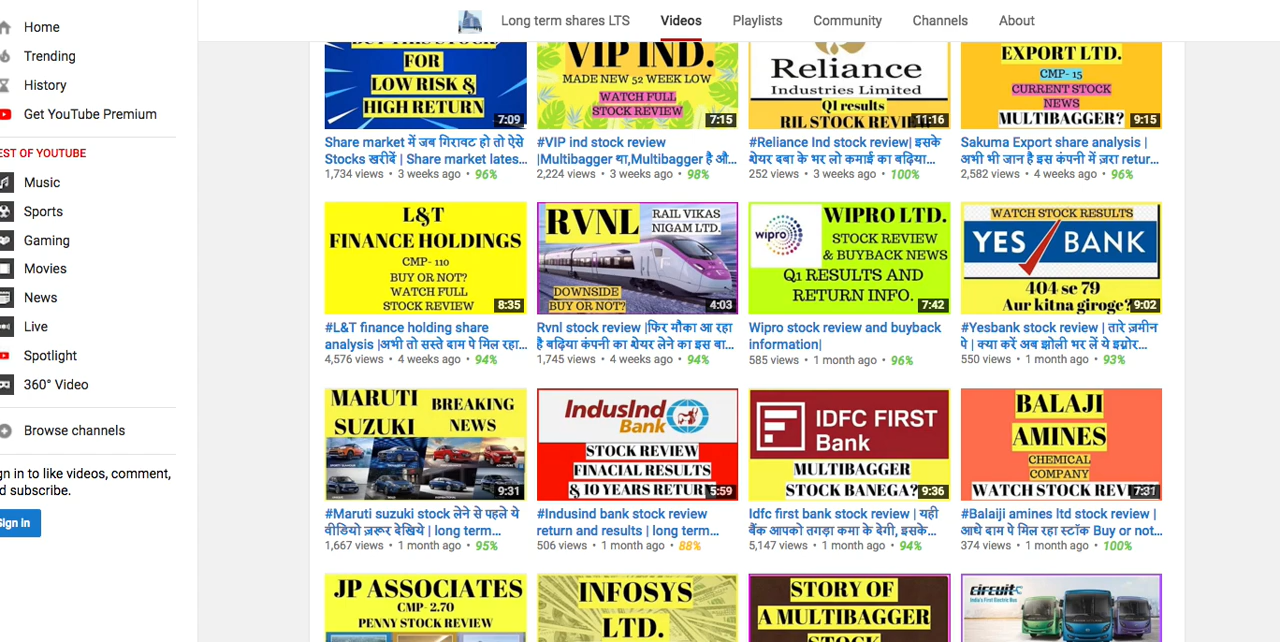 Long term shares LTS
Videos
Playlists
Community
Channels
About
Home
Trending
History
Get YouTube Premium
EST OF YOUTUBE
Music
Sports
Gaming
Movies
News
Live
Spotlight
360° Video
Browse channels
gn in to like videos, comment,
d subscribe.
Sign in
FOR
LOW RISK &
HIGH RETURN
7:09
Share market में जब गिरावट हो तो ऐसे
Stocks खरीदें | Share market lates...
1,734 views • 3 weeks ago • 96%
VIP IND.
MADE NEW 52 WEEK LOW
WATCH FULL
STOCK REVIEW
7:15
#VIP ind stock review
|Multibagger था,Multibagger है औ...
2,224 views • 3 weeks ago • 98%
Reliance
Industries Limited
Q1 results
RIL STOCK REVIEW
11:16
#Reliance Ind stock review| इसके
शेयर दबा के भर लो कमाई का बढ़िया...
252 views • 3 weeks ago • 100%
EXPORT LTD.
CMP- 15
CURRENT STOCK
NEWS
MULTIBAGGER?
9:15
Sakuma Export share analysis |
अभी भी जान है इस कंपनी में ज़रा retur...
2,582 views • 4 weeks ago • 96%
L&T
FINANCE HOLDINGS
CMP- 110
BUY OR NOT?
WATCH FULL
STOCK REVIEW
8:35
#L&T finance holding share
analysis |अभी तो सस्ते दाम पे मिल रहा...
4,576 views • 4 weeks ago • 94%
RVNL
RAIL VIKAS
NIGAM LTD.
DOWNSIDE
BUY OR NOT?
4:03
Rvnl stock review |फिर मौका आ रहा
है बढ़िया कंपनी का शेयर लेने का इस बा...
1,745 views • 4 weeks ago • 94%
wipro
WIPRO LTD.
STOCK REVIEW
& BUYBACK NEWS
Q1 RESULTS AND
RETURN INFO.
7:42
Wipro stock review and buyback
information|
585 views • 1 month ago • 96%
WATCH STOCK RESULTS
YES BANK
404 se 79
Aur kitna giroge?
9:02
#Yesbank stock review | तारे ज़मीन
पे | क्या करें अब झोली भर लें ये इग्नोर...
550 views • 1 month ago • 93%
MARUTI
SUZUKI
BREAKING
NEWS
9:31
#Maruti suzuki stock लेने से पहले ये
वीडियो ज़रूर देखिये | long term...
1,667 views • 1 month ago • 95%
IndusInd
Bank
STOCK REVIEW
FINACIAL RESULTS
& 10 YEARS RETUR
5:59
#Indusind bank stock review
return and results | long term...
506 views • 1 month ago • 88%
IDFC FIRST
Bank
MULTIBAGGER
STOCK BANEGA?
9:36
Idfc first bank stock review | यही
बैंक आपको तगड़ा कमा के देगी, इसके...
5,147 views • 1 month ago • 94%
BALAJI
AMINES
CHEMICAL
COMPANY
WATCH STOCK REVI
7:31
#Balaiji amines ltd stock review |
आधे दाम पे मिल रहा स्टॉक Buy or not...
374 views • 1 month ago • 100%
JP ASSOCIATES
CMP- 2.70
PENNY STOCK REVIEW
INFOSYS
LTD.
STORY OF
A MULTIBAGGER
STOCK
CIRCUIT
India's First Electric Bus